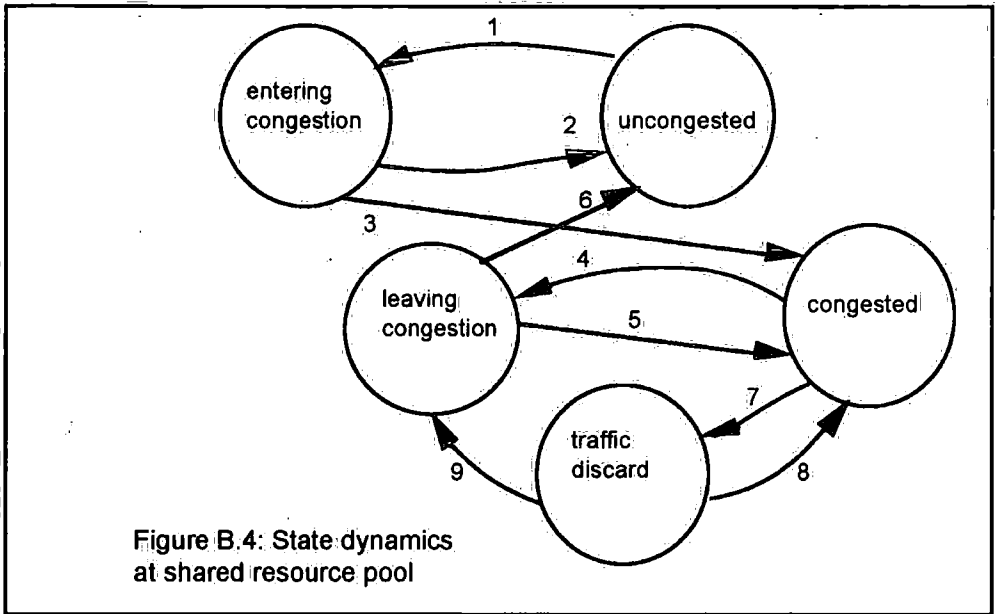 1
entering
congestion
uncongested
2
3
6
4
leaving
congestion
congested
5
7
traffic
discard
8
9
Figure B.4: State dynamics
at shared resource pool